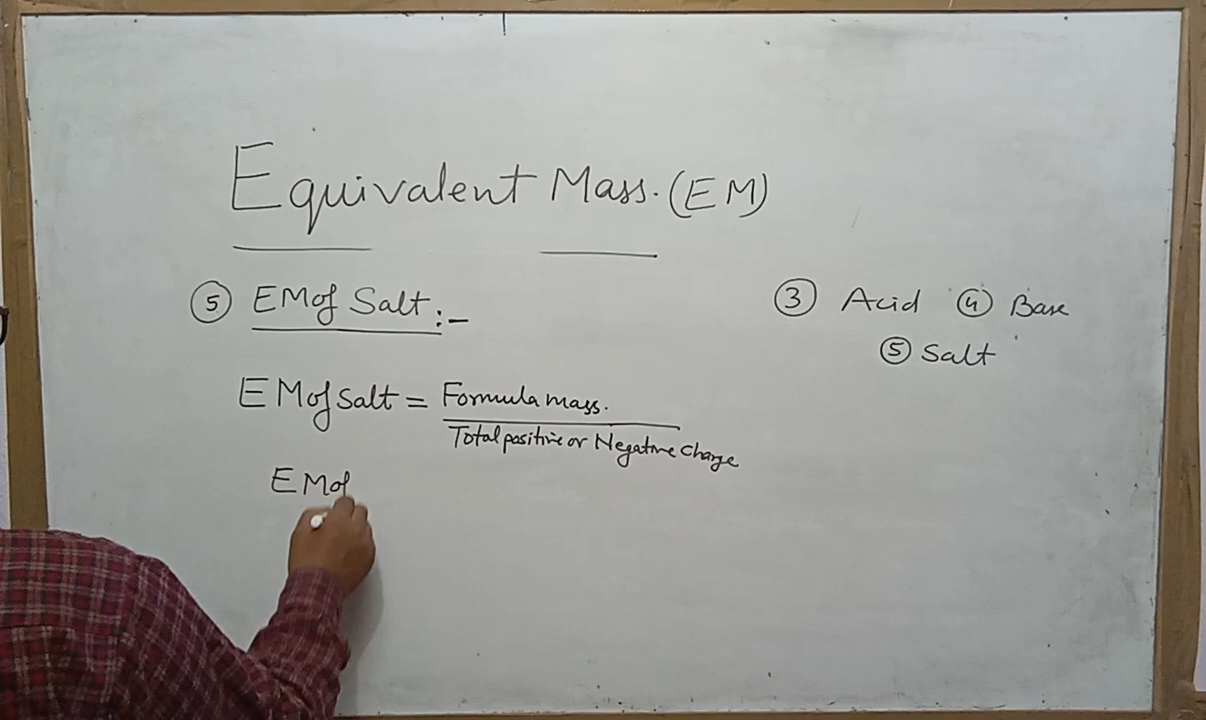 Equivalent Mass. (EM)
⑤ EM of Salt :-
③ Acid ④ Base
⑤ Salt
EM of Salt = Formula mass.
Total positive or Negative Charge
EM of